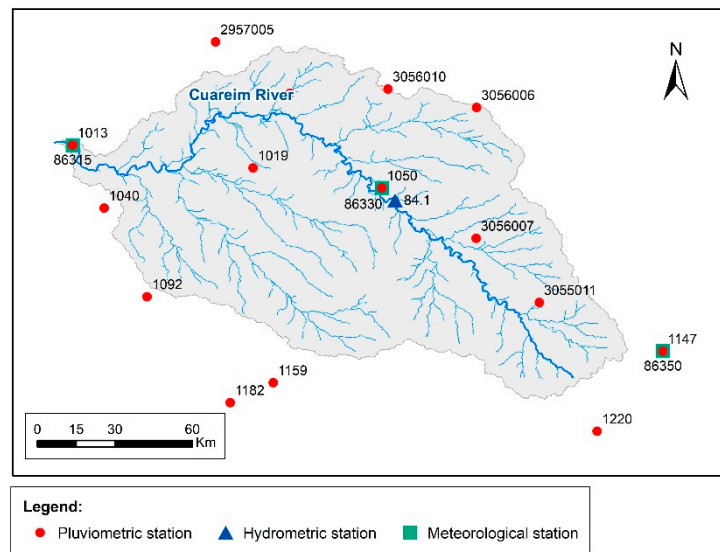 2957005
N
3056010
Cuareim River
3056006
1013
86315
1019
1050
86330
84.1
1040
3056007
1092
3055011
1147
86350
1159
1182
1220
0 15 30 60
Km
Legend:
Pluviometric station
Hydrometric station
Meteorological station